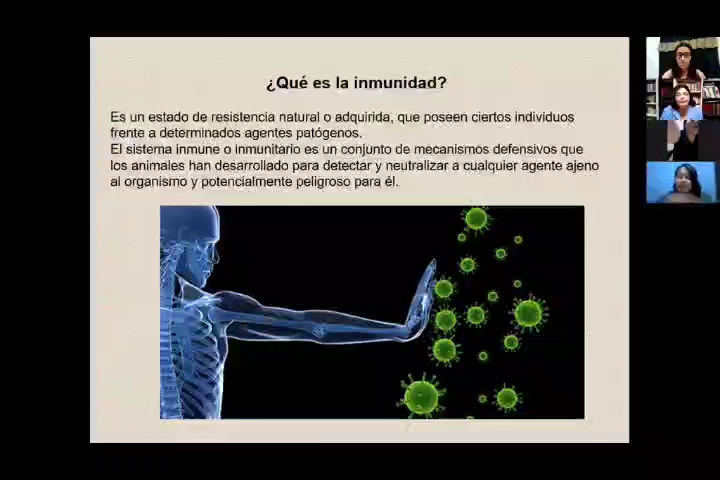 ¿Qué es la inmunidad?
Es un estado de resistencia natural o adquirida, que poseen ciertos individuos
frente a determinados agentes patógenos.
El sistema inmune o inmunitario es un conjunto de mecanismos defensivos que
los animales han desarrollado para detectar y neutralizar a cualquier agente ajeno
al organismo y potencialmente peligroso para él.